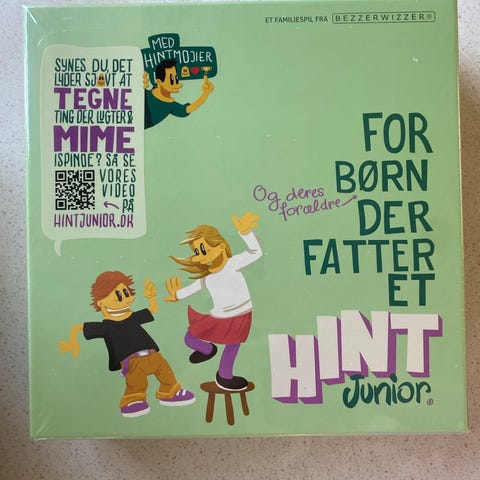 ET FAMILIESPIL FRA BEZZERWIZZER®
MED
HINTMOJIER
SYNES DU, DET
LYDER SJOVT AT
TEGNE
TING DER LUGTER &
MIME
ISPINDE? SÅ SE
VORES
VIDEO
PÅ
HINTJUNIOR.DK
FOR
BØRN
DER
FATTER
ET
Og deres
forældre
HINT
Junior®